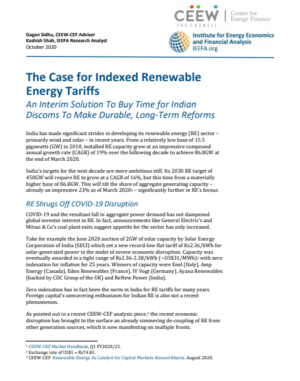 CEEW
THE COUNCIL
Centre for
Energy Finance
Gagan Sidhu, CEEW-CEF Advisor
Kashish Shah, IEEFA Research Analyst
October 2020
Institute for Energy Economics
and Financial Analysis
IEEFA.org
The Case for Indexed Renewable
Energy Tariffs
An Interim Solution To Buy Time for Indian
Discoms To Make Durable, Long-Term Reforms
India has made significant strides in developing its renewable energy (RE) sector –
primarily wind and solar – in recent years. From a relatively low base of 15.5
gigawatts (GW) in 2010, installed RE capacity grew at an impressive compound
annual growth rate (CAGR) of 19% over the following decade to achieve 86.8GW at
the end of March 2020.
India's targets for the next decade are more ambitious still. Its 2030 RE target of
450GW will require RE to grow at a CAGR of 16%, but this time from a materially
higher base of 86.8GW. This will tilt the share of aggregate generating capacity –
already an impressive 23% as of March 2020¹ – significantly further in RE's favour.
RE Shrugs Off COVID-19 Disruption
COVID-19 and the resultant fall in aggregate power demand has not dampened
global investor interest in RE. In fact, announcements like General Electric's and
Mitsui & Co's coal plant exits suggest appetite for the sector has only increased.
Take for example the June 2020 auction of 2GW of solar capacity by Solar Energy
Corporation of India (SECI) which set a new record-low flat tariff of Rs2.36/kWh for
solar-generated power in the midst of severe economic disruption. Capacity was
eventually awarded in a tight range of Rs2.36-2.38/kWh (~US31/MWh)² with zero
indexation for inflation for 25 years. Winners of capacity were Enel (Italy), Amp
Energy (Canada), Eden Renewables (France), IV Vogt (Germany), Ayana Renewables
(backed by CDC Group of the UK) and ReNew Power (India).
Zero indexation has in fact been the norm in India for RE tariffs for many years.
Foreign capital's unwavering enthusiasm for Indian RE is also not a recent
phenomenon.
As pointed out in a recent CEEW-CEF analysis piece,³ the recent economic
disruption has brought to the surface an already simmering de-coupling of RE from
other generation sources, which is now manifesting on multiple fronts.
¹ CEEW-CEF Market Handbook, Q1 FY2020/21.
² Exchange rate of US$1 = Rs74.83.
³ CEEW-CEF. Renewable Energy As Catalyst for Capital Markets Atmanirbharta. August 2020.